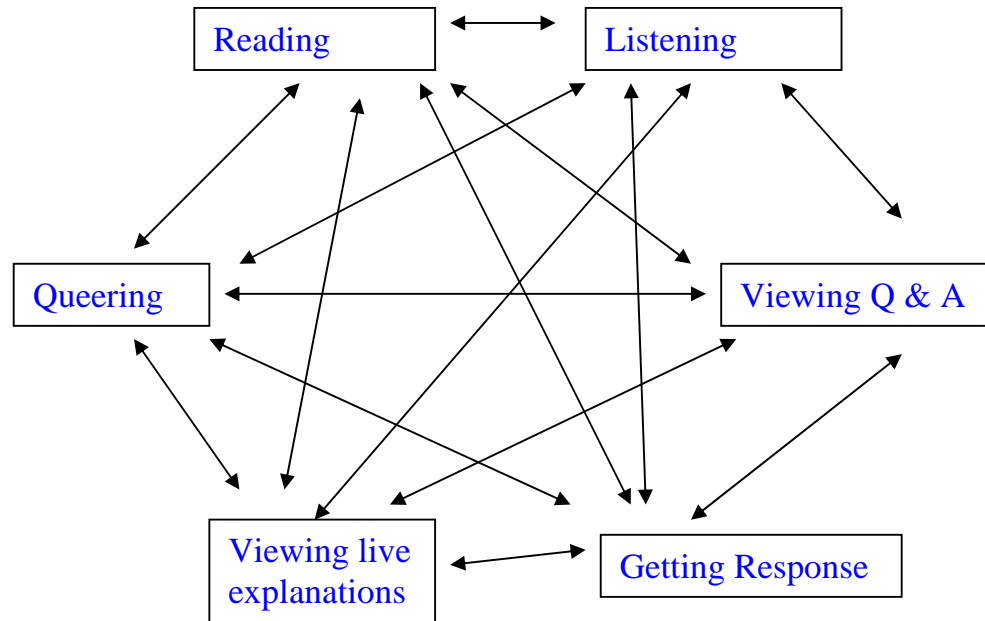 Reading
Listening
Queering
Viewing Q & A
Viewing live
explanations
Getting Response